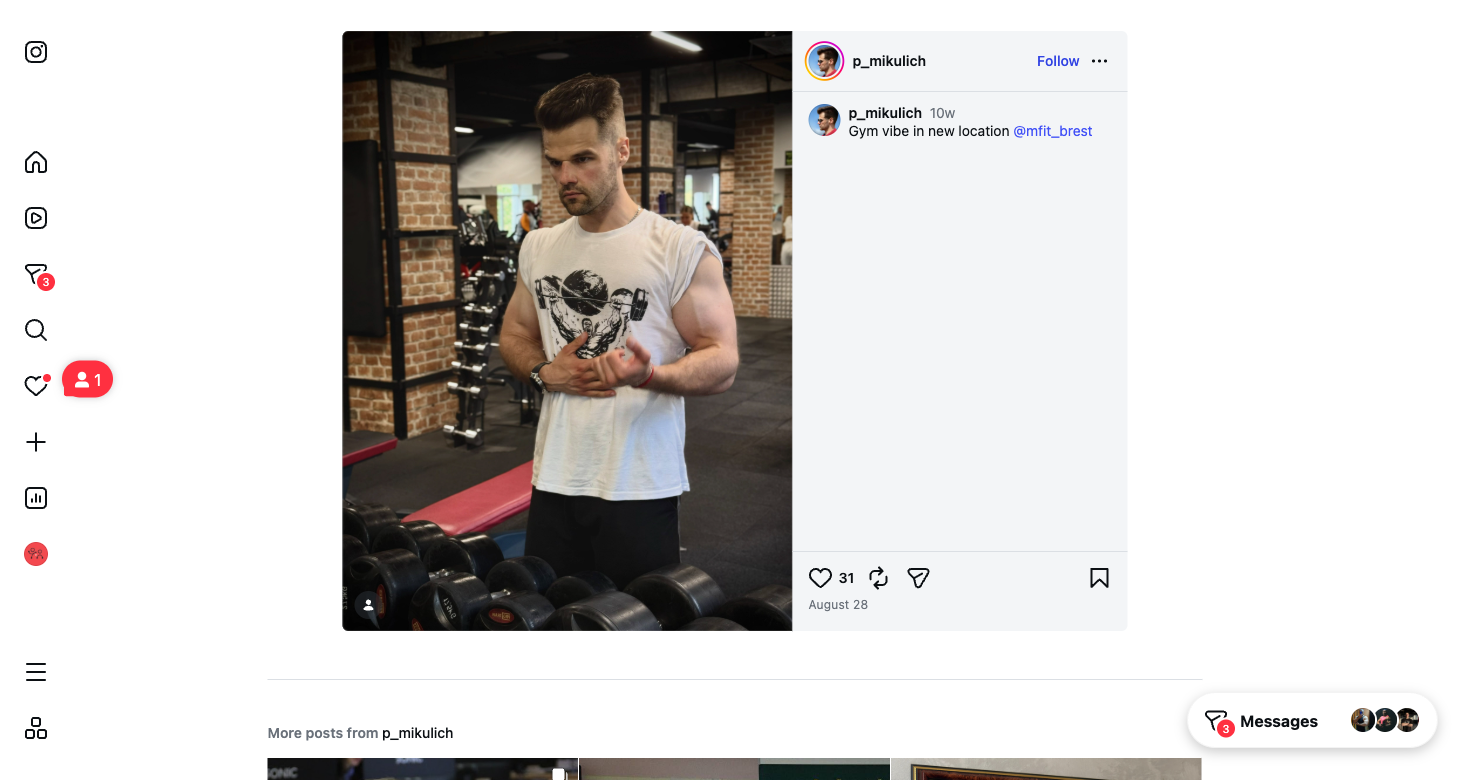 p_mikulich
Follow
p_mikulich 10w
Gym vibe in new location @mfit_brest
3
1
31
August 28
More posts from p_mikulich
3
Messages